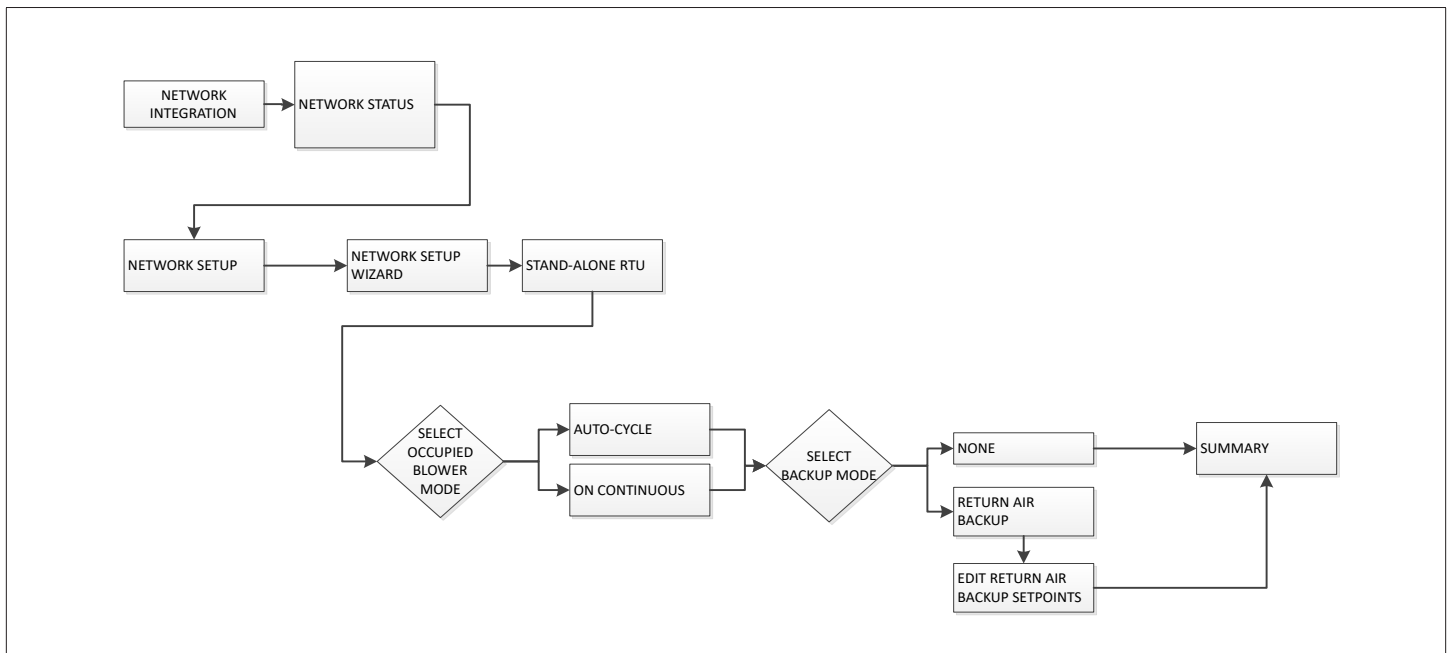 NETWORK
INTEGRATION
NETWORK STATUS
NETWORK SETUP
NETWORK SETUP
WIZARD
STAND-ALONE RTU
SELECT
OCCUPIED
BLOWER
MODE
AUTO-CYCLE
ON CONTINUOUS
SELECT
BACKUP MODE
NONE
RETURN AIR
BACKUP
EDIT RETURN AIR
BACKUP SETPOINTS
SUMMARY